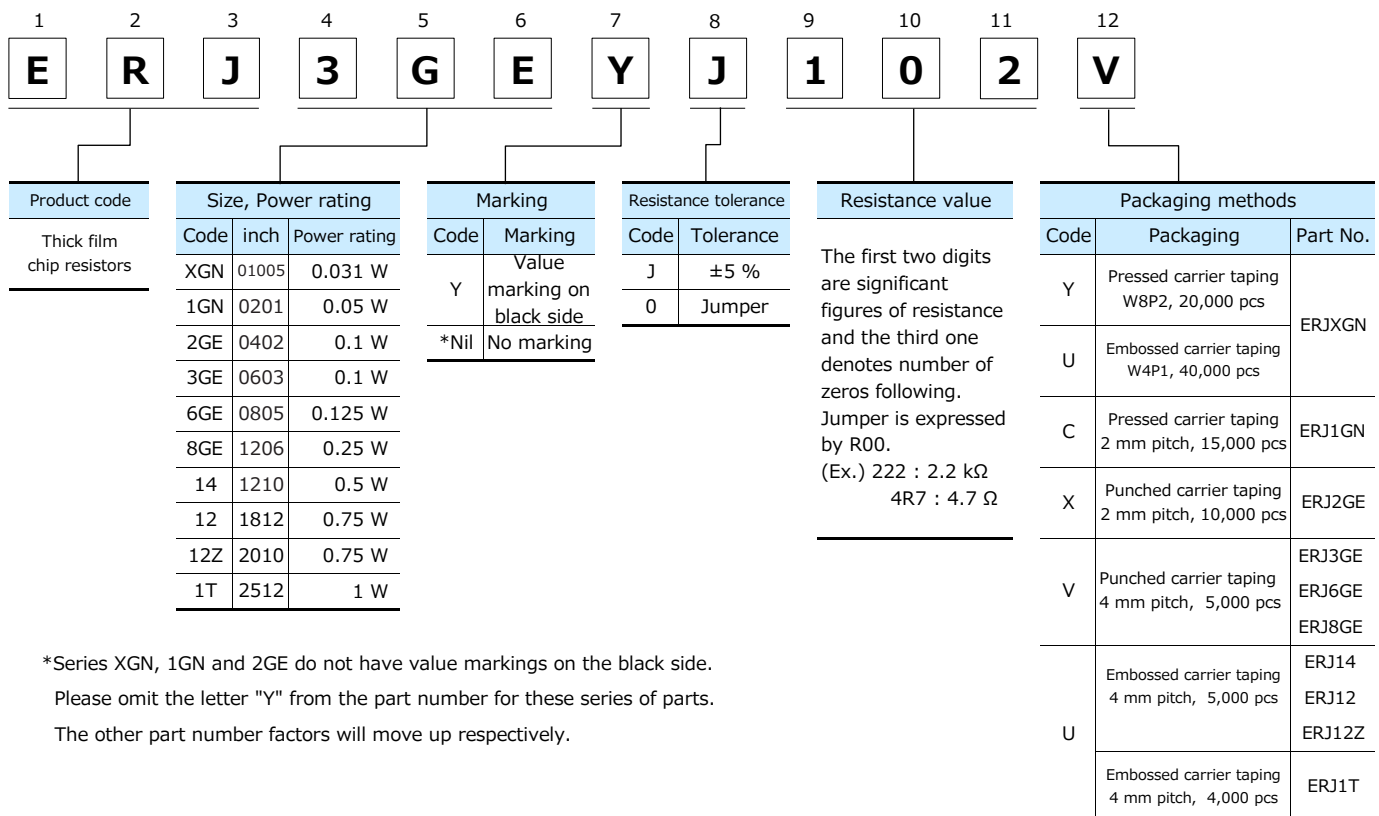 1 2 3 4 5 6 7 8 9 10 11 12
E R J 3 G E Y J 1 0 2 V
Product code
Thick film
chip resistors
Size, Power rating
Code inch Power rating
XGN 01005 0.031 W
1GN 0201 0.05 W
2GE 0402 0.1 W
3GE 0603 0.1 W
6GE 0805 0.125 W
8GE 1206 0.25 W
14 1210 0.5 W
12 1812 0.75 W
12Z 2010 0.75 W
1T 2512 1 W
Marking
Code Marking
Y
Value
marking on
black side
*Nil No marking
Resistance tolerance
Code Tolerance
J ±5 %
0 Jumper
Resistance value
The first two digits
are significant
figures of resistance
and the third one
denotes number of
zeros following.
Jumper is expressed
by R00.
(Ex.) 222 : 2.2 kΩ
4R7 : 4.7 Ω
Packaging methods
Code Packaging Part No.
Y
Pressed carrier taping
W8P2, 20,000 pcs
ERJXGN
U
Embossed carrier taping
W4P1, 40,000 pcs
C
Pressed carrier taping
2 mm pitch, 15,000 pcs
ERJ1GN
X
Punched carrier taping
2 mm pitch, 10,000 pcs
ERJ2GE
V
Punched carrier taping
4 mm pitch, 5,000 pcs
ERJ3GE
ERJ6GE
ERJ8GE
U
Embossed carrier taping
4 mm pitch, 5,000 pcs
ERJ14
ERJ12
ERJ12Z
Embossed carrier taping
4 mm pitch, 4,000 pcs
ERJ1T
*Series XGN, 1GN and 2GE do not have value markings on the black side.
Please omit the letter "Y" from the part number for these series of parts.
The other part number factors will move up respectively.